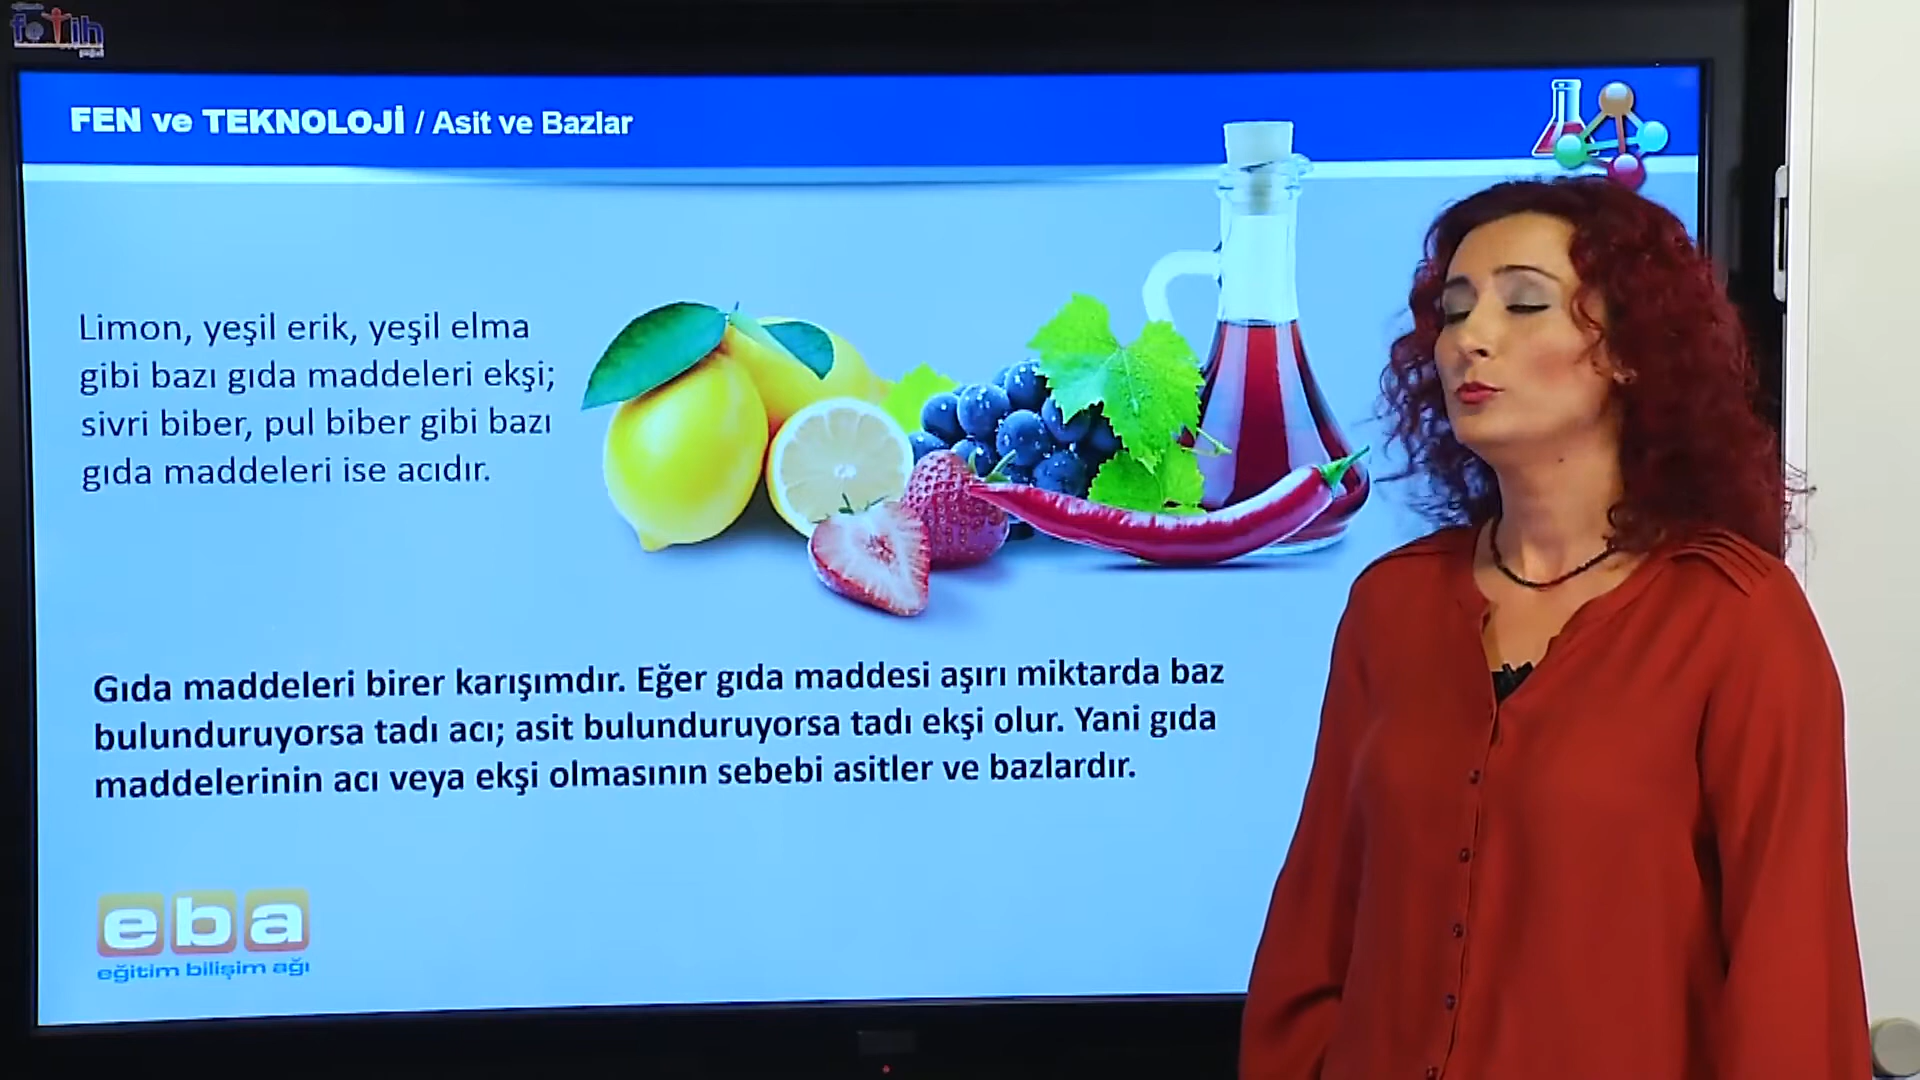 fatih
FEN ve TEKNOLOJİ / Asit ve Bazlar
Limon, yeşil erik, yeşil elma
gibi bazı gıda maddeleri ekşi;
sivri biber, pul biber gibi bazı
gıda maddeleri ise acıdır.
Gıda maddeleri birer karışımdır. Eğer gıda maddesi aşırı miktarda baz
bulunduruyorsa tadı acı; asit bulunduruyorsa tadı ekşi olur. Yani gıda
maddelerinin acı veya ekşi olmasının sebebi asitler ve bazlardır.
eba
eğitim bilişim ağı